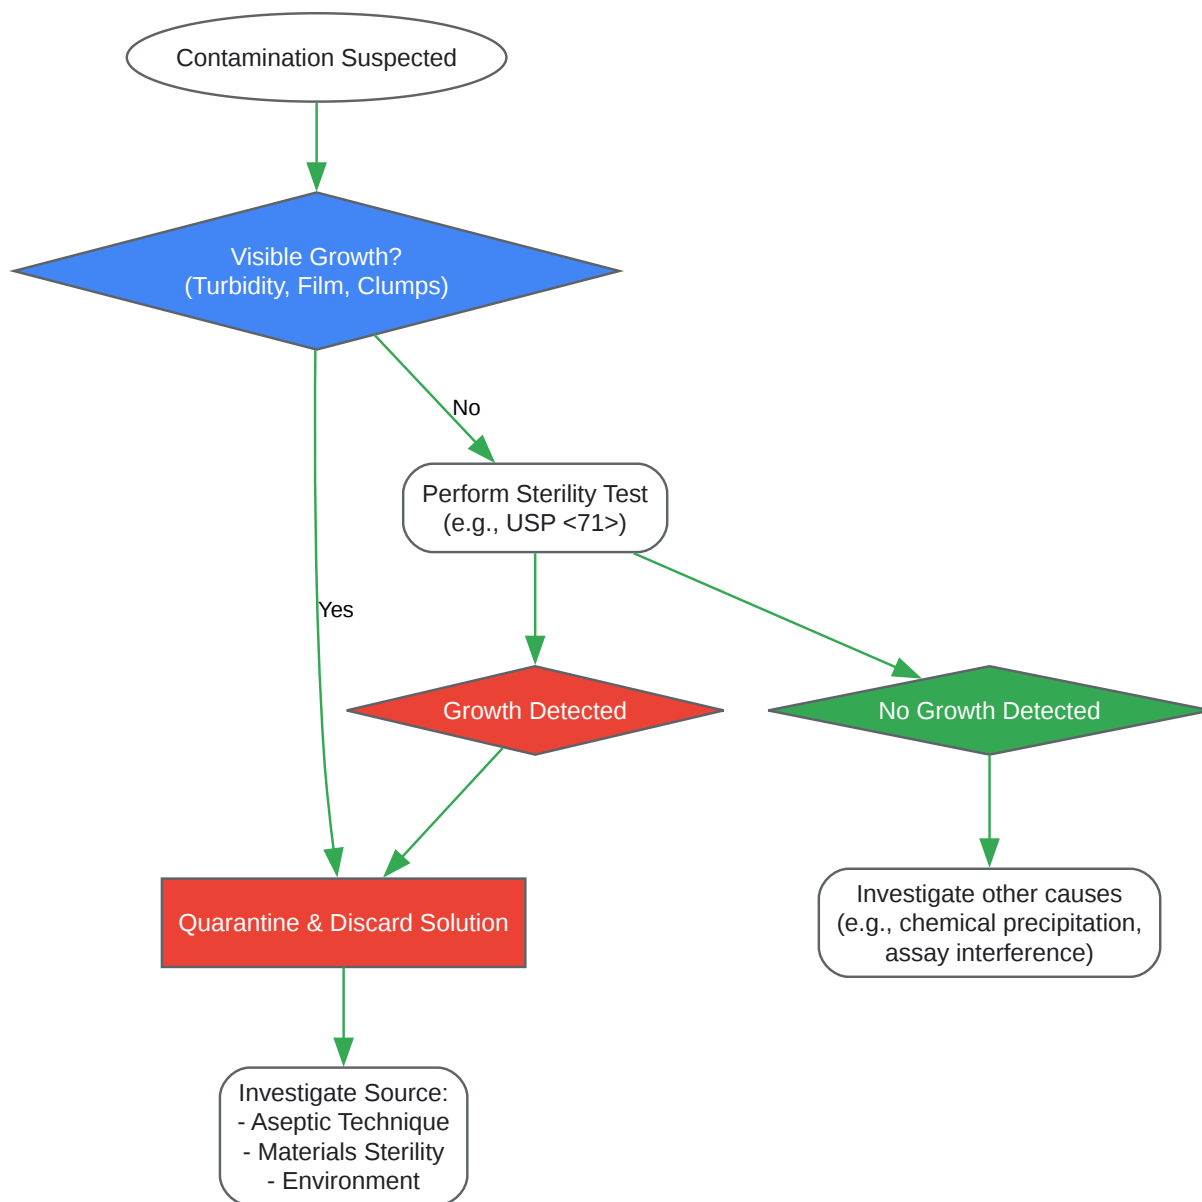 Contamination Suspected
Visible Growth?
(Turbidity, Film, Clumps)
No
Perform Sterility Test
(e.g., USP <71>)
Yes
Growth Detected
No Growth Detected
Quarantine & Discard Solution
Investigate other causes
(e.g., chemical precipitation,
assay interference)
Investigate Source:
- Aseptic Technique
- Materials Sterility
- Environment